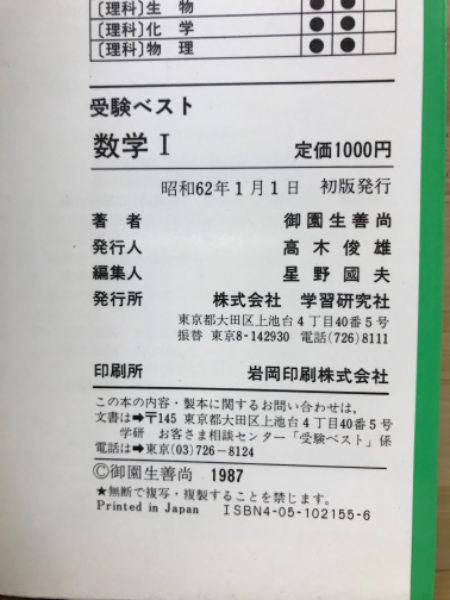 〔理科〕生 物
〔理科〕化 学 ● ●
〔理科〕物 理 ● ●
受験ベスト
数学Ⅰ 定価1000円
昭和62年1月1日 初版発行
著 者 御園生善尚
発行人 高木俊雄
編集人 星野國夫
発行所 株式会社 学習研究社
東京都大田区上池台4丁目40番5号
振替 東京8-142930 電話(726)8111
印刷所 岩岡印刷株式会社
この本の内容・製本に関するお問い合わせは,
文書は➡〒145 東京都大田区上池台4丁目40番5号
学研 お客さま相談センター「受験ベスト」係
電話は➡東京(03)726-8124
©御園生善尚 1987
★無断で複写・複製することを禁じます。
Printed in Japan ISBN4-05-102155-6